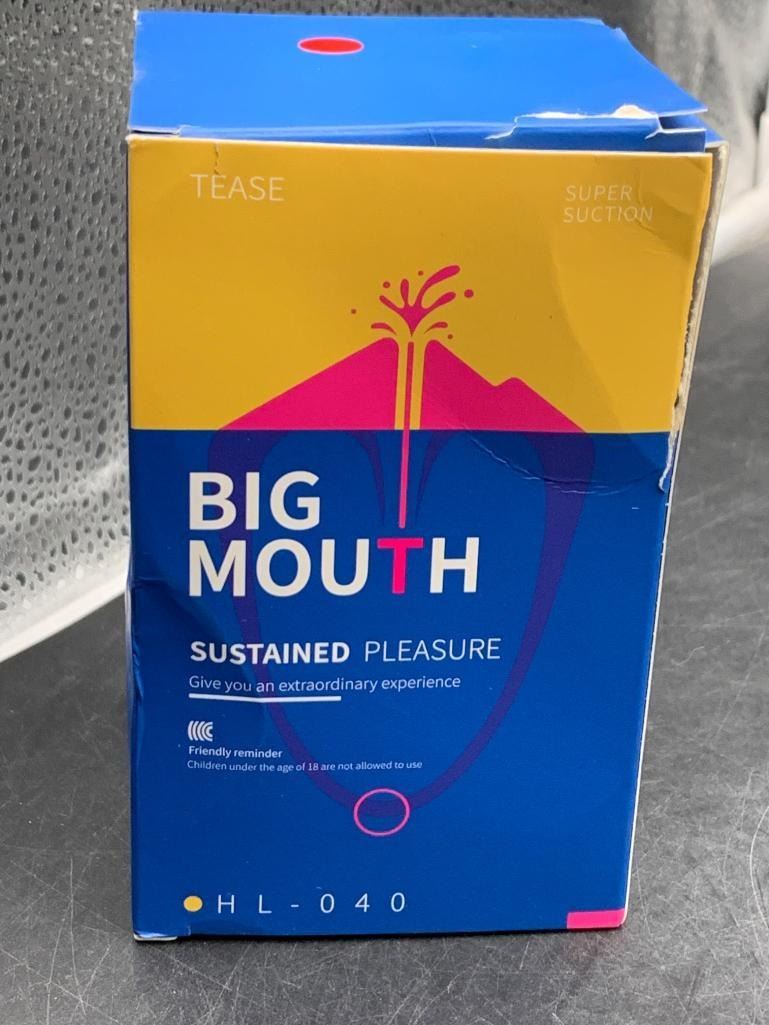 TEASE
SUPER
SUCTION
BIG
MOUTH
SUSTAINED PLEASURE
Give you an extraordinary experience
Friendly reminder
Children under the age of 18 are not allowed to use
HL-040